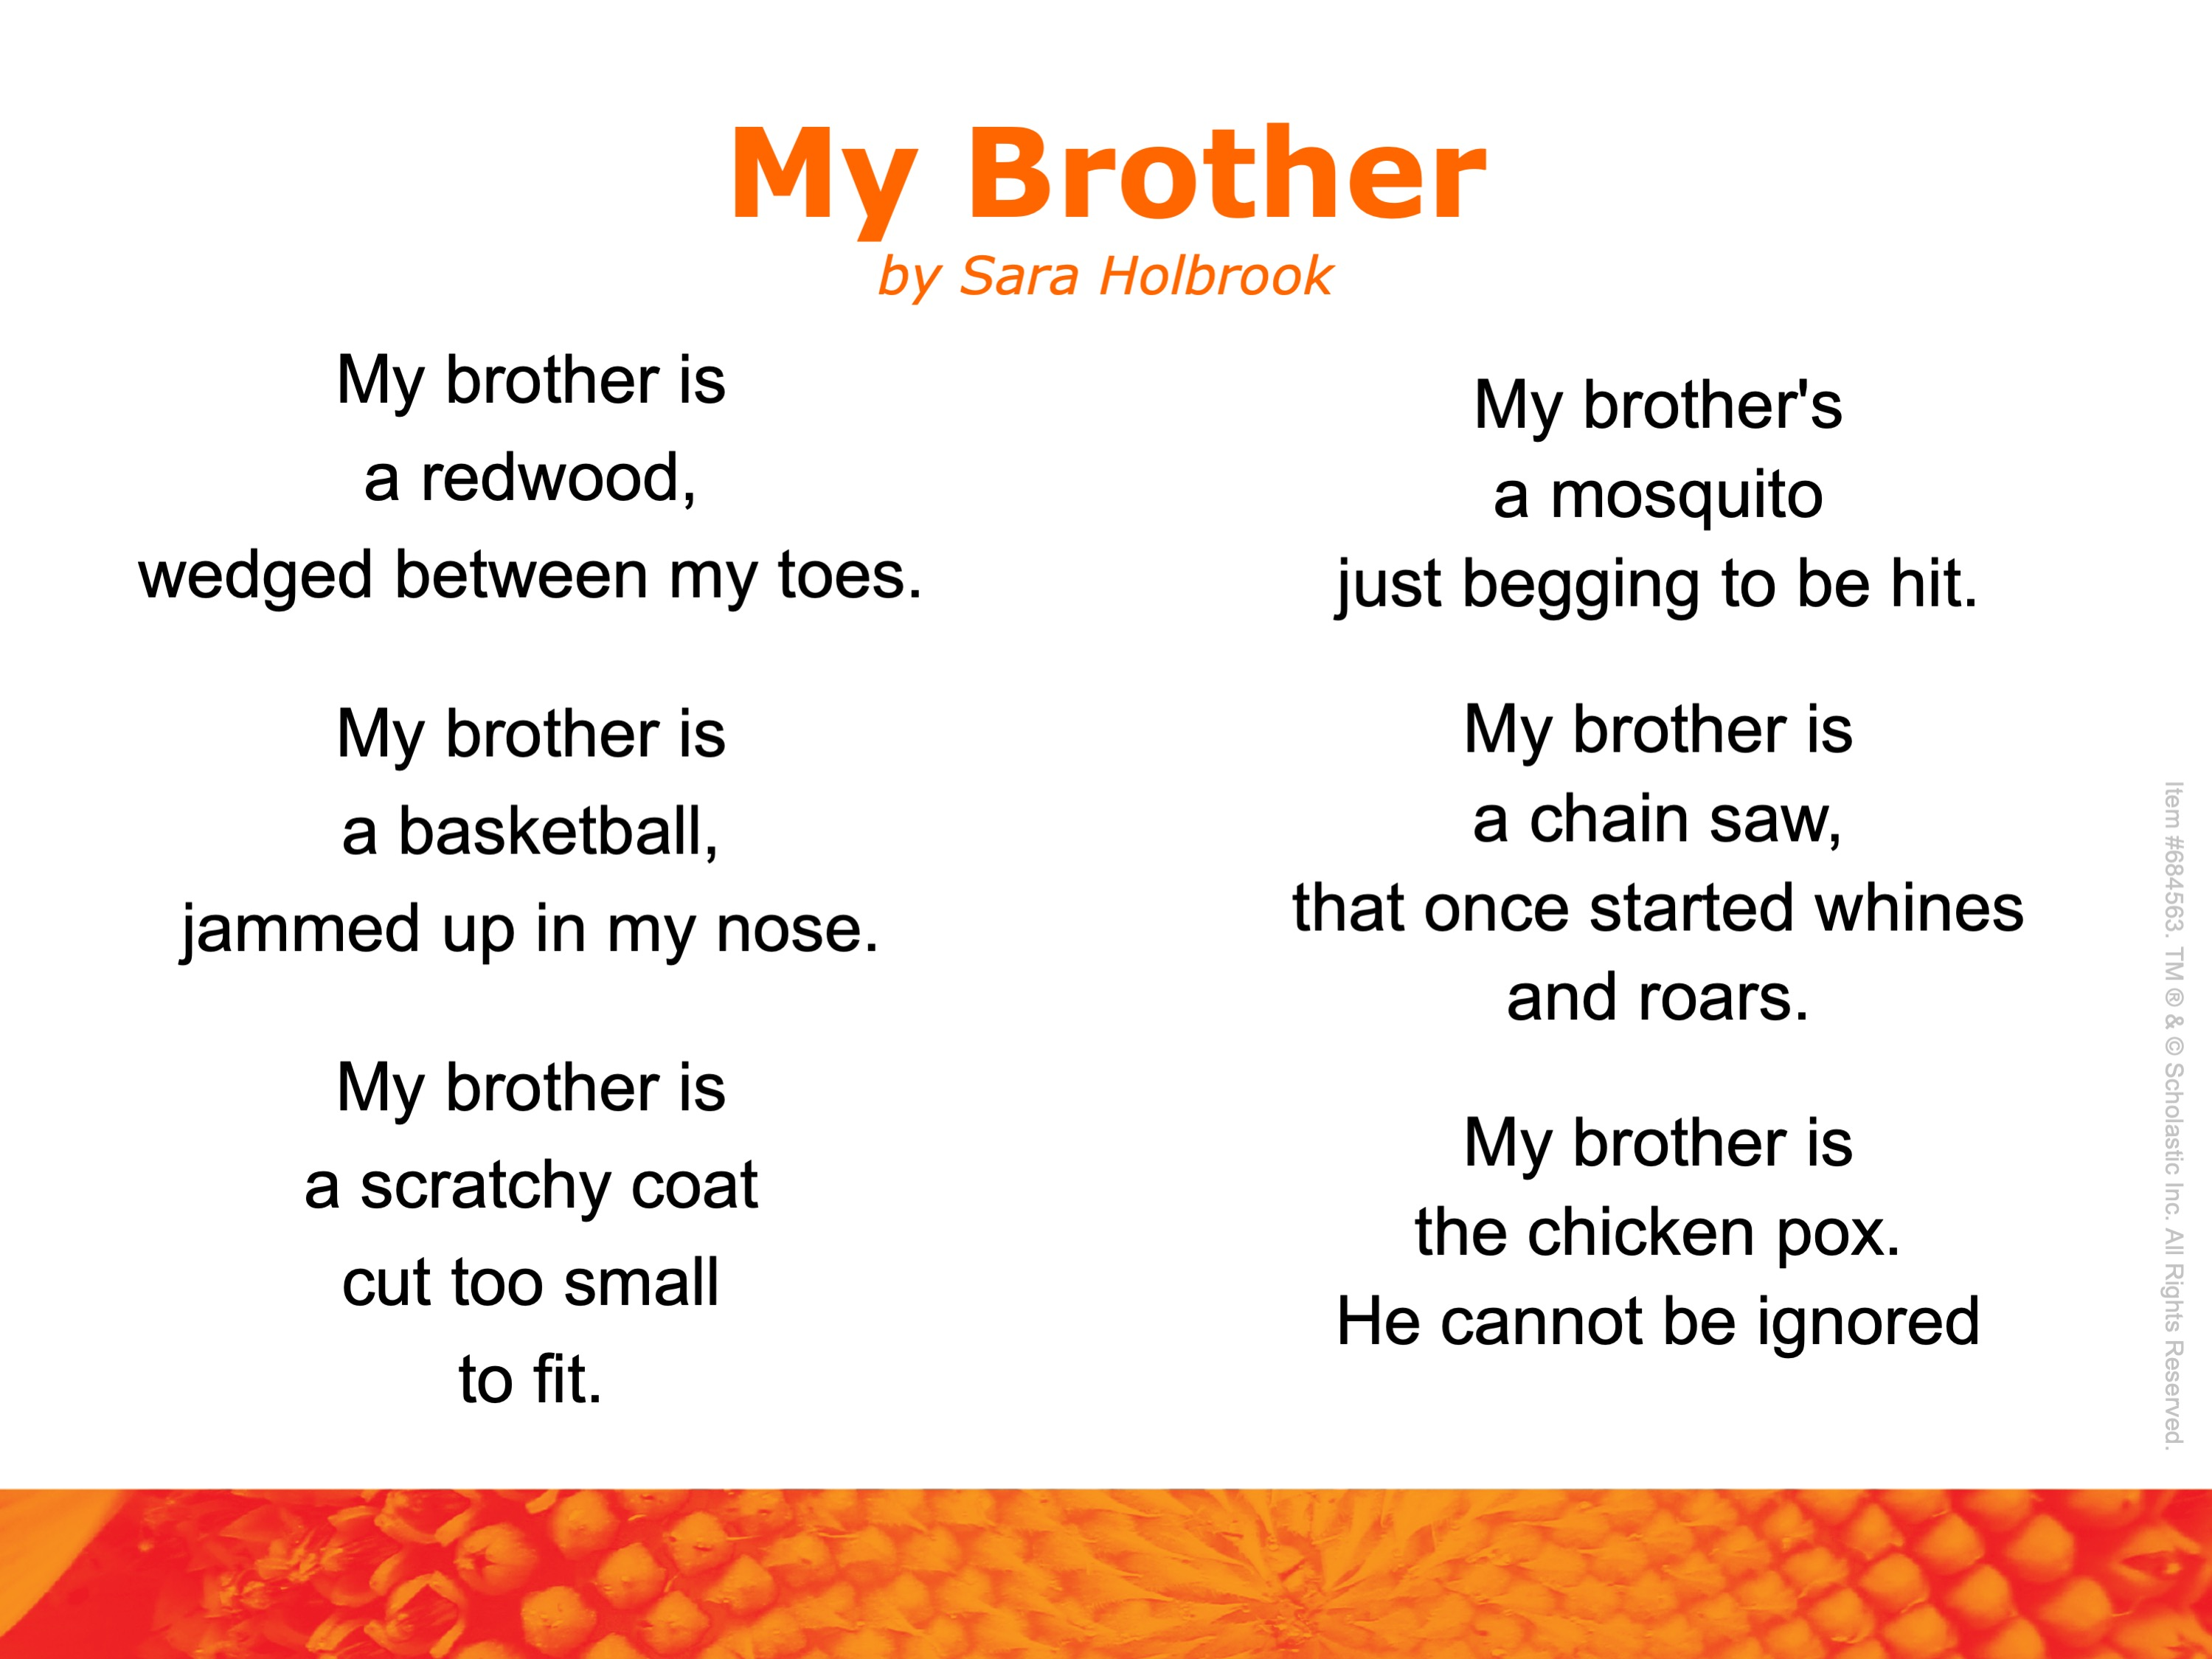 My Brother
by Sara Holbrook
My brother is
a redwood,
wedged between my toes.
My brother is
a basketball,
jammed up in my nose.
My brother is
a scratchy coat
cut too small
to fit.
My brother's
a mosquito
just begging to be hit.
My brother is
a chain saw,
that once started whines
and roars.
My brother is
the chicken pox.
He cannot be ignored
Item #684563. TM ® & © Scholastic Inc. All Rights Reserved.